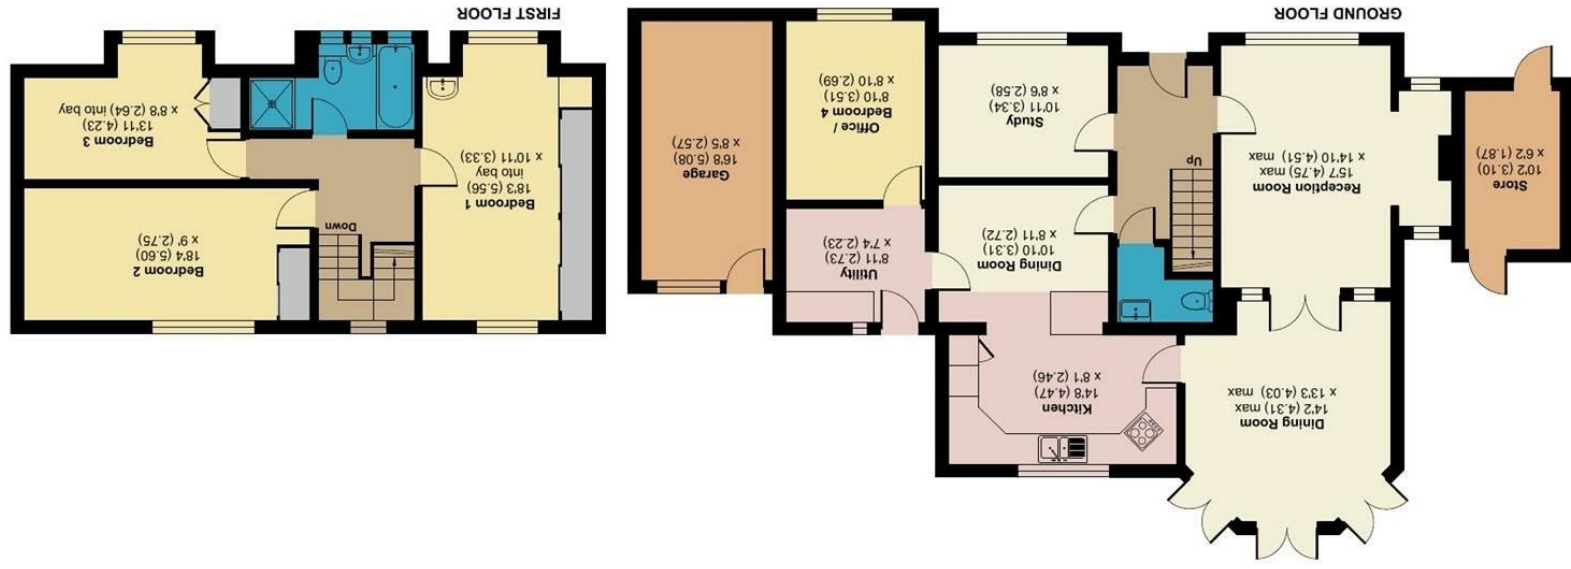 Dining Room
14'2 (4.31) max
x 13'3 (4.03) max
Kitchen
14'8 (4.47)
x 8'1 (2.46)
Store
10'2 (3.10)
x 6'2 (1.87)
Reception Room
15'7 (4.75) max
x 14'10 (4.51) max
Up
Dining Room
10'10 (3.31)
x 8'11 (2.72)
Utility
8'11 (2.73)
x 7'4 (2.23)
Study
10'11 (3.34)
x 8'6 (2.58)
Office /
Bedroom 4
8'10 (3.51)
x 8'10 (2.69)
Garage
16'8 (5.08)
x 8'5 (2.57)
GROUND FLOOR
Bedroom 1
18'3 (5.56)
into bay
x 10'11 (3.33)
Down
Bedroom 2
18'4 (5.60)
x 9' (2.75)
Bedroom 3
13'11 (4.23)
x 8'8 (2.64) into bay
FIRST FLOOR